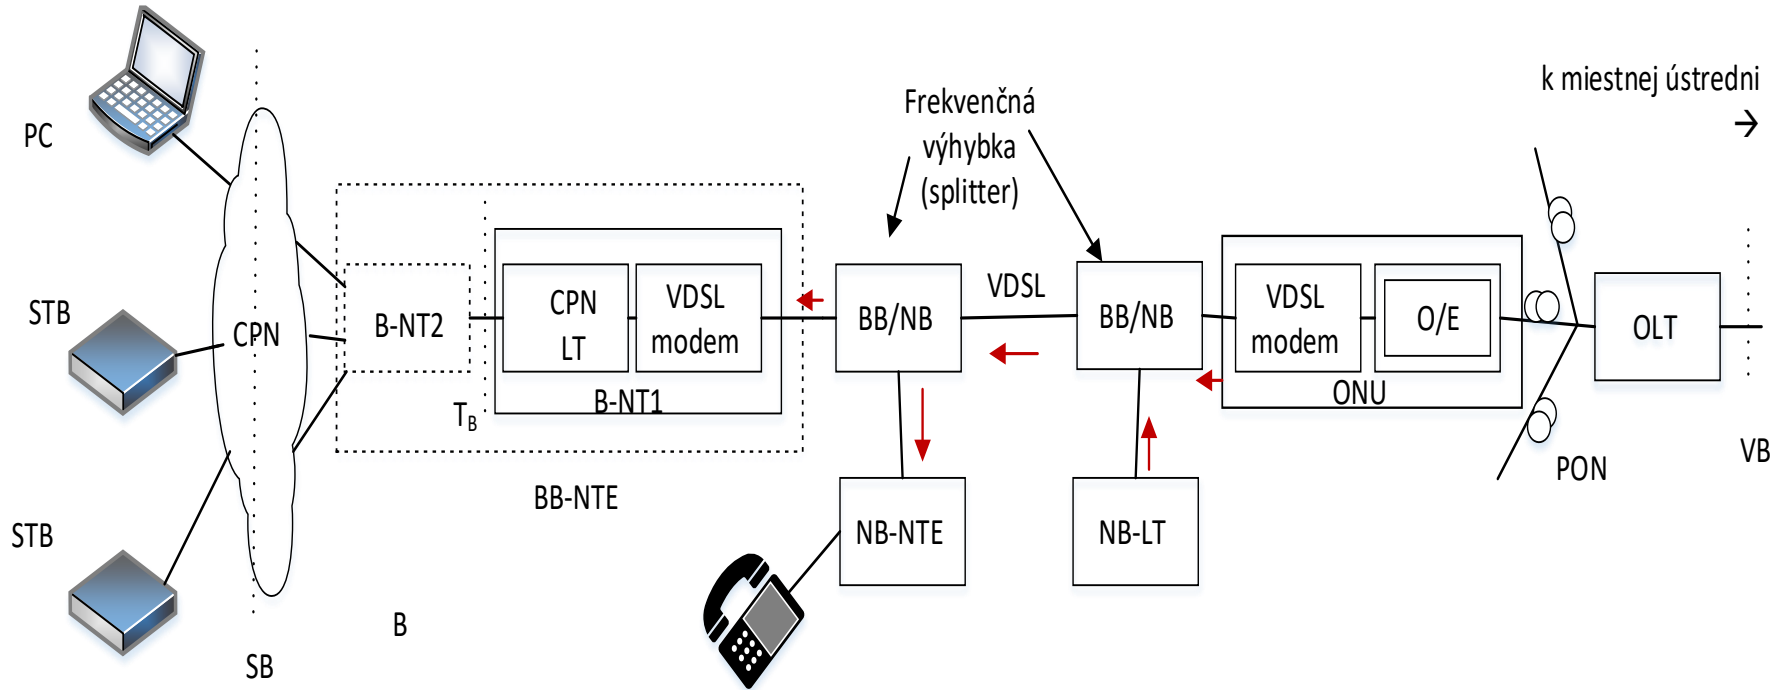 k miestnej ústredni
→
Frekvenčná
výhybka
(splitter)
PC
STB
CPN
B-NT2
CPN
LT
VDSL
modem
BB/NB
VDSL
BB/NB
VDSL
modem
O/E
OLT
T_B
B-NT1
ONU
PON
VB
BB-NTE
STB
NB-NTE
NB-LT
B
SB